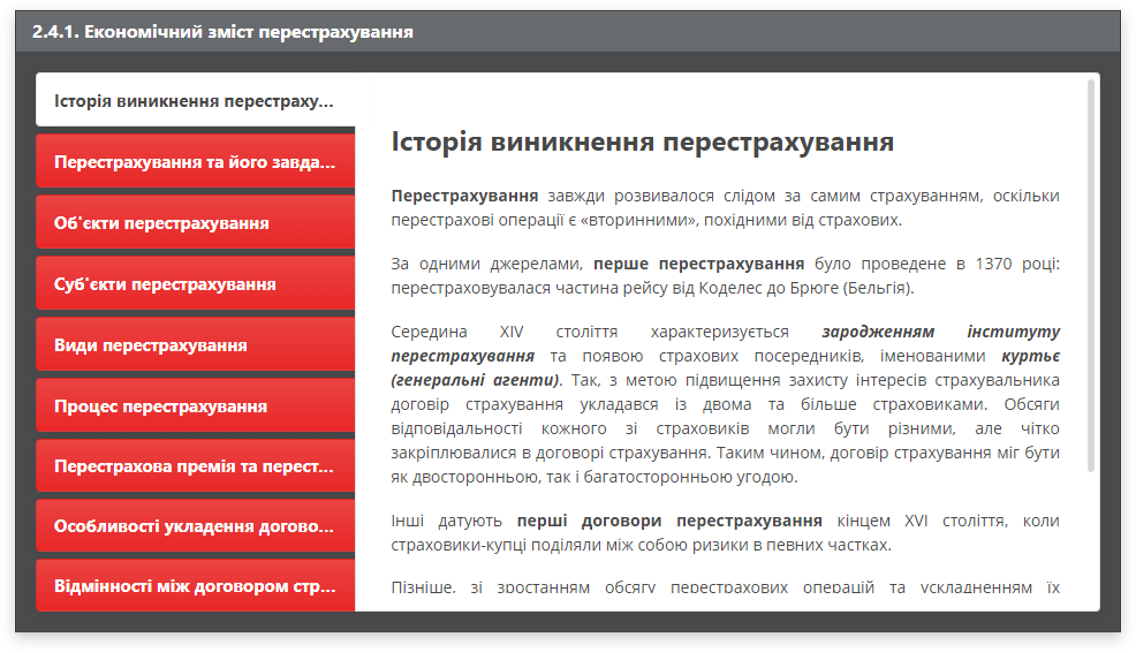 2.4.1. Економічний зміст перестрахування
Історія виникнення перестраху...
Перестрахування та його завда...
Об'єкти перестрахування
Суб'єкти перестрахування
Види перестрахування
Процес перестрахування
Перестрахова премія та перест...
Особливості укладення догово...
Відмінності між договором стр...
Історія виникнення перестрахування
Перестрахування завжди розвивалося слідом за самим страхуванням, оскільки
перестрахові операції є «вторинними», похідними від страхових.
За одними джерелами, перше перестрахування було проведене в 1370 році:
перестраховувалася частина рейсу від Коделес до Брюге (Бельгія).
Середина XIV століття характеризується зародженням інституту
перестрахування та появою страхових посередників, іменованими куртьє
(генеральні агенти). Так, з метою підвищення захисту інтересів страхувальника
договір страхування укладався із двома та більше страховиками. Обсяги
відповідальності кожного зі страховиків могли бути різними, але чітко
закріплювалися в договорі страхування. Таким чином, договір страхування міг бути
як двосторонньою, так і багатосторонньою угодою.
Інші датують перші договори перестрахування кінцем XVI століття, коли
страховики-купці поділяли між собою ризики в певних частках.
Пізніше, зі зростанням обсягу перестрахових операцій та ускладненням їх